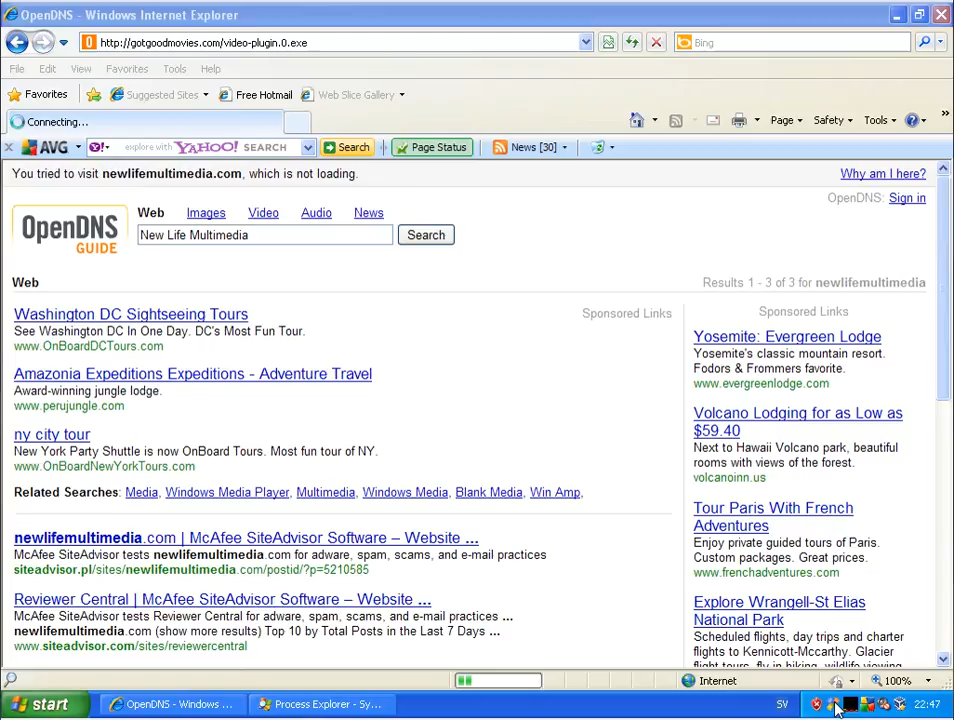 OpenDNS - Windows Internet Explorer
http://gotgoodmovies.com/video-plugin.0.exe
Bing
File Edit View Favorites Tools Help
Favorites Suggested Sites Free Hotmail Web Slice Gallery
Connecting...
Page Safety Tools
AVG Y! explore with YAHOO! SEARCH Search Page Status News [30]
You tried to visit newlifemultimedia.com, which is not loading.
Why am I here?
OpenDNS: Sign in
OpenDNS
GUIDE
Web Images Video Audio News
New Life Multimedia Search
Web
Results 1 - 3 of 3 for newlifemultimedia
Sponsored Links
Washington DC Sightseeing Tours
See Washington DC In One Day. DC's Most Fun Tour.
www.OnBoardDCTours.com
Amazonia Expeditions Expeditions - Adventure Travel
Award-winning jungle lodge.
www.perujungle.com
ny city tour
New York Party Shuttle is now OnBoard Tours. Most fun tour of NY.
www.OnBoardNewYorkTours.com
Related Searches: Media, Windows Media Player, Multimedia, Windows Media, Blank Media, Win Amp,
newlifemultimedia.com | McAfee SiteAdvisor Software – Website ...
McAfee SiteAdvisor tests newlifemultimedia.com for adware, spam, scams, and e-mail practices
siteadvisor.pl/sites/newlifemultimedia.com/postid/?p=5210585
Reviewer Central | McAfee SiteAdvisor Software – Website ...
McAfee SiteAdvisor tests Reviewer Central for adware, spam, scams, and e-mail practices ...
newlifemultimedia.com (show more results) Top 10 by Total Posts in the Last 7 Days ...
www.siteadvisor.com/sites/reviewercentral
Sponsored Links
Yosemite: Evergreen Lodge
Yosemite's classic mountain resort.
Fodors & Frommers favorite.
www.evergreenlodge.com
Volcano Lodging for as Low as
$59.40
Next to Hawaii Volcano park, beautiful
rooms with views of the forest.
volcanoinn.us
Tour Paris With French
Adventures
Enjoy private guided tours of Paris.
Custom packages. Great prices.
www.frenchadventures.com
Explore Wrangell-St Elias
National Park
Scheduled flights, day trips and charter
flights to Kennicott-Mccarthy. Glacier
flight tours, fly in hiking, wildlife viewing
Internet 100%
start OpenDNS - Windows ... Process Explorer - Sy... SV 22:47